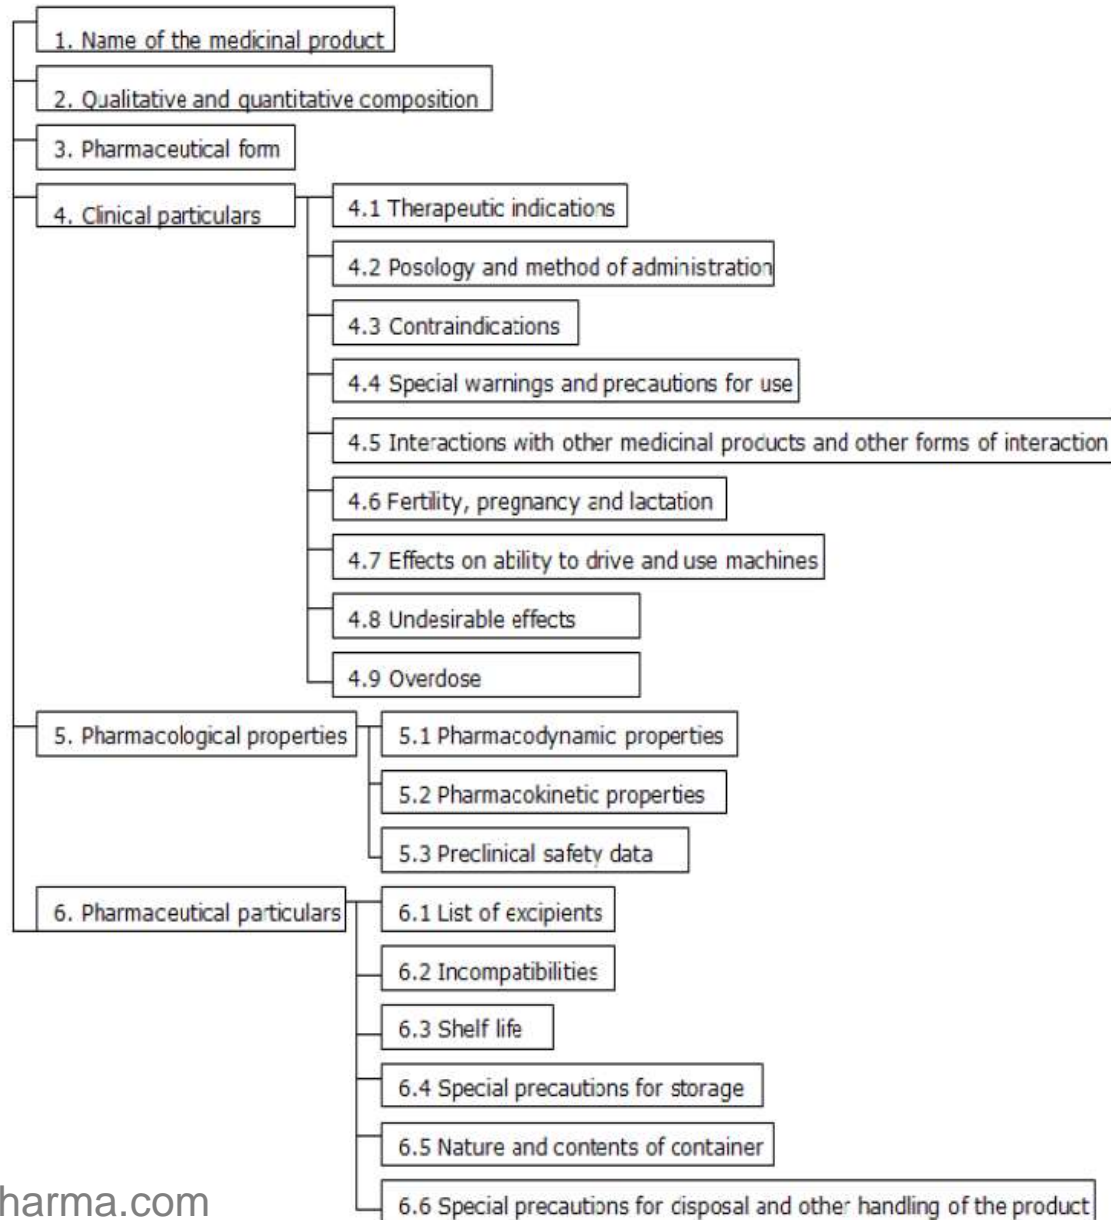 1. Name of the medicinal product
2. Qualitative and quantitative composition
3. Pharmaceutical form
4. Clinical particulars
4.1 Therapeutic indications
4.2 Posology and method of administration
4.3 Contraindications
4.4 Special warnings and precautions for use
4.5 Interactions with other medicinal products and other forms of interaction
4.6 Fertility, pregnancy and lactation
4.7 Effects on ability to drive and use machines
4.8 Undesirable effects
4.9 Overdose
5. Pharmacological properties
5.1 Pharmacodynamic properties
5.2 Pharmacokinetic properties
5.3 Preclinical safety data
6. Pharmaceutical particulars
6.1 List of excipients
6.2 Incompatibilities
6.3 Shelf life
6.4 Special precautions for storage
6.5 Nature and contents of container
6.6 Special precautions for disposal and other handling of the product
harma.com